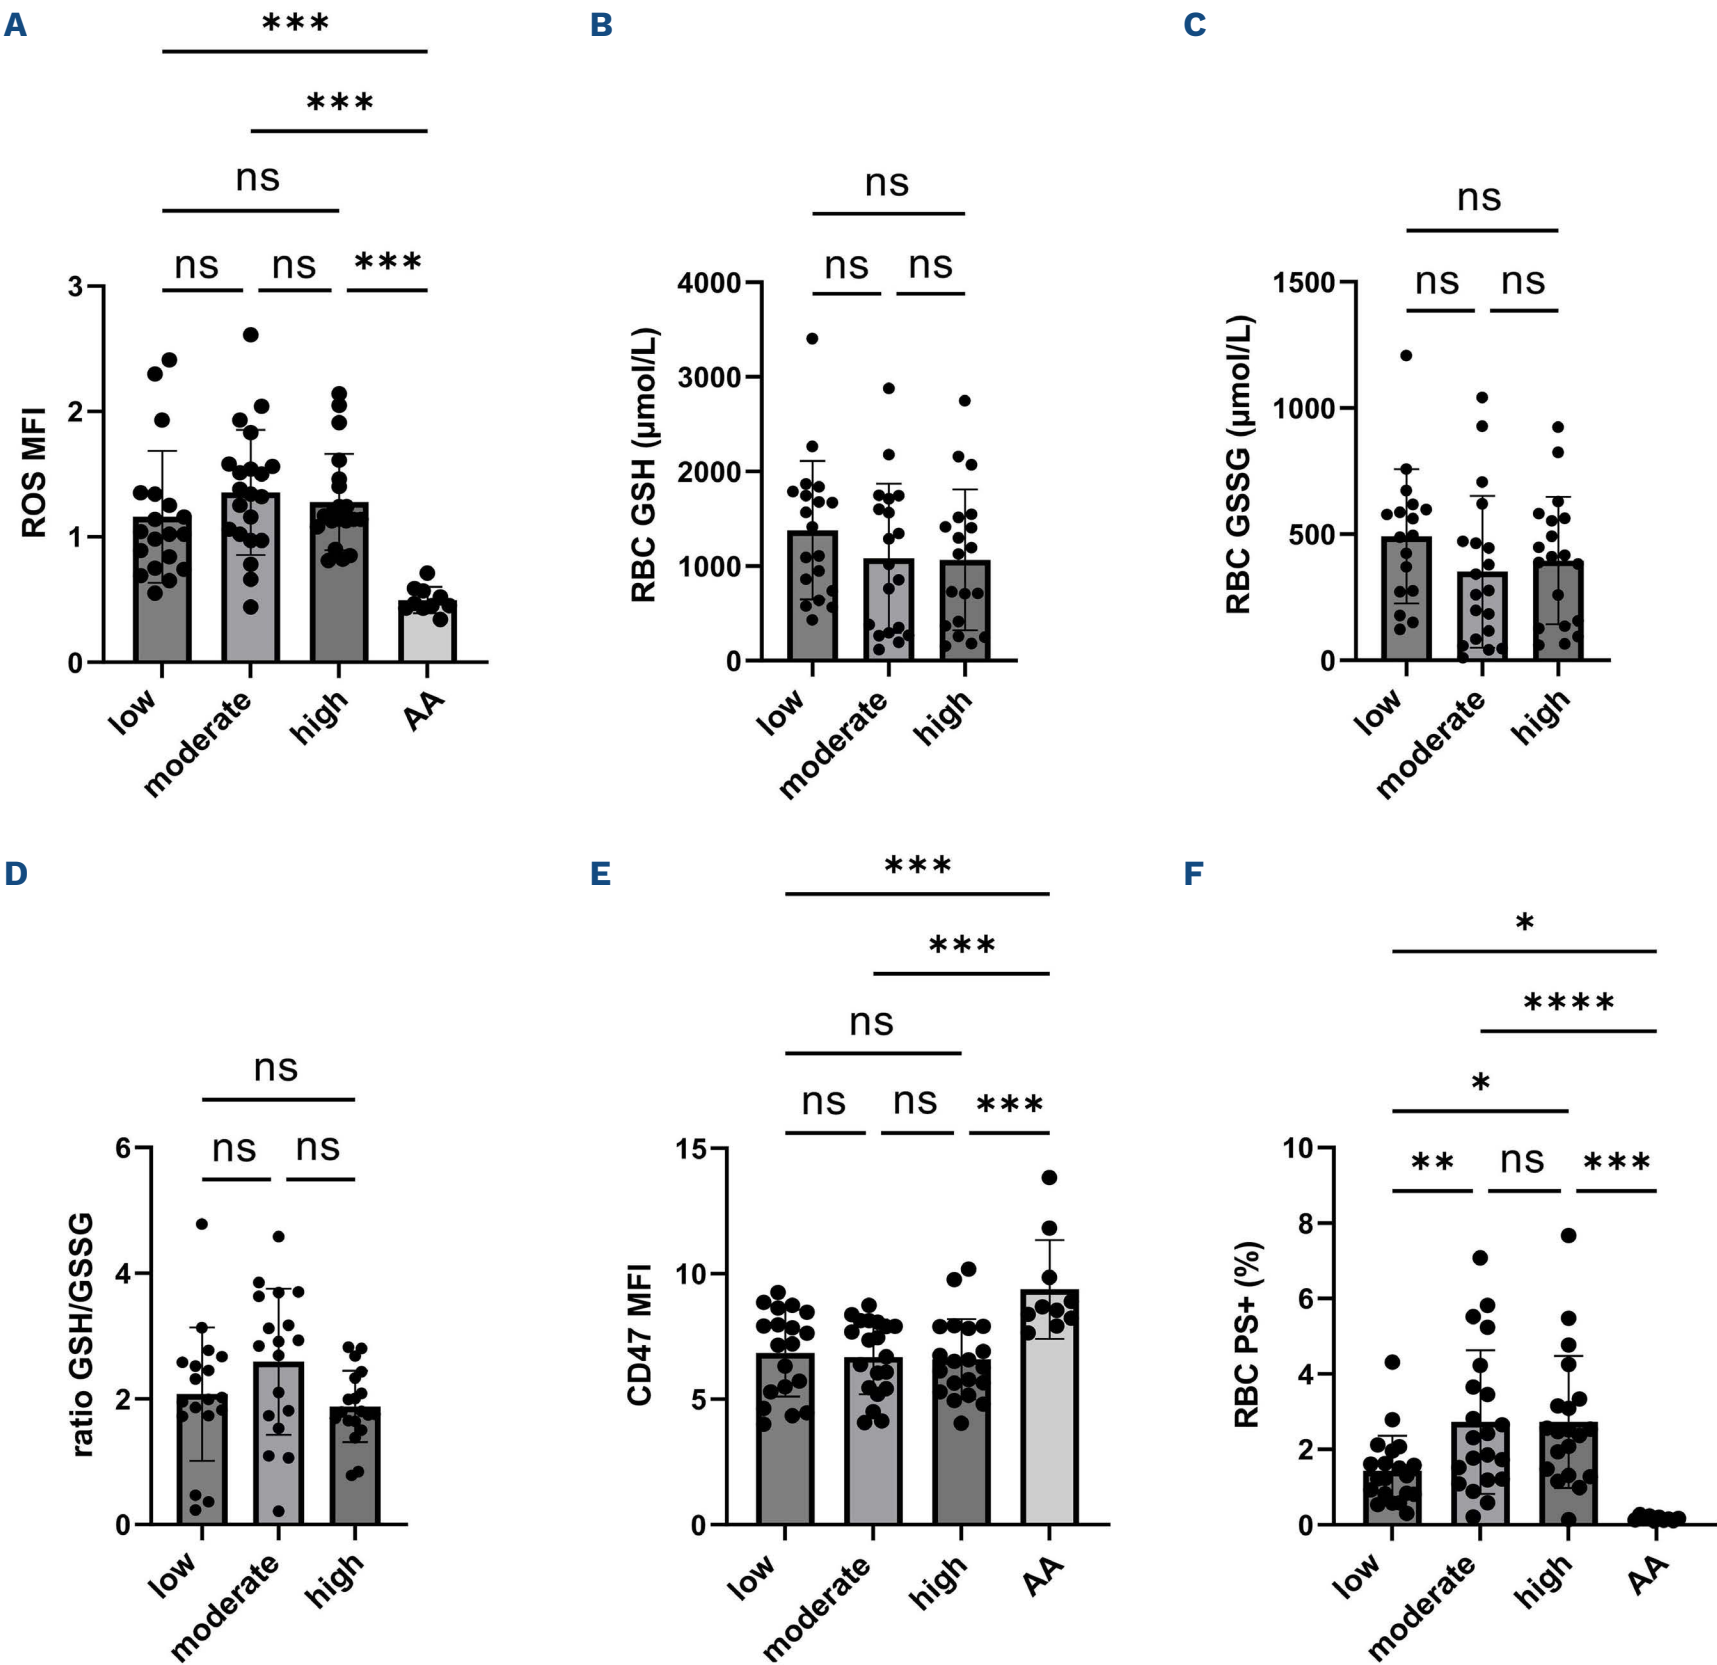 A
***
***
ns
ns ns ***
ROS MFI
3
2
1
0
low
moderate
high
AA
B
ns
ns ns
RBC GSH (µmol/L)
4000
3000
2000
1000
0
low
moderate
high
C
ns
ns ns
RBC GSSG (µmol/L)
1500
1000
500
0
low
moderate
high
D
ns
ns ns
ratio GSH/GSSG
6
4
2
0
low
moderate
high
E
***
***
ns
ns ns ***
CD47 MFI
15
10
5
0
low
moderate
high
AA
F
*
****
*
** ns ***
RBC PS+ (%)
10
8
6
4
2
0
low
moderate
high
AA